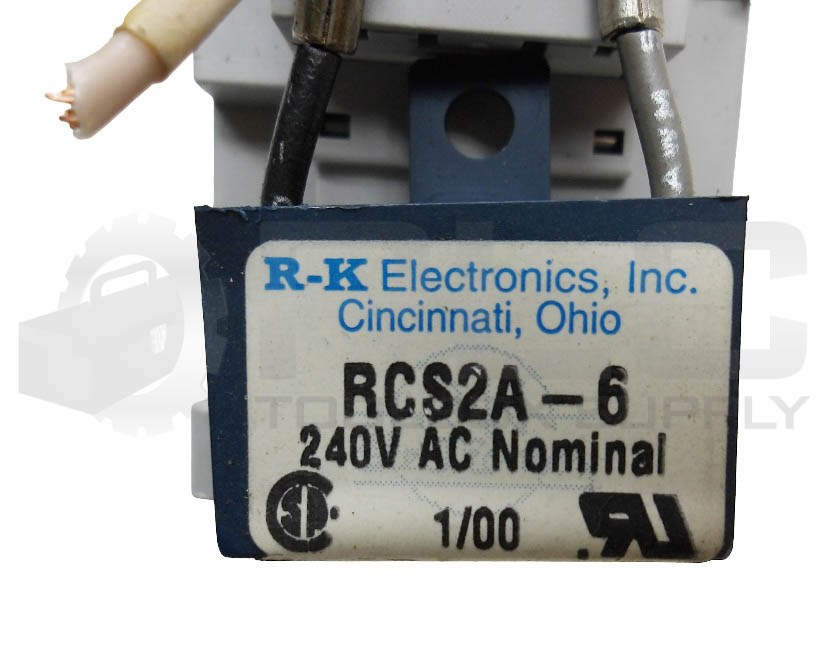 R-K Electronics, Inc.
Cincinnati, Ohio
RCS2A-6
240V AC Nominal
1/00